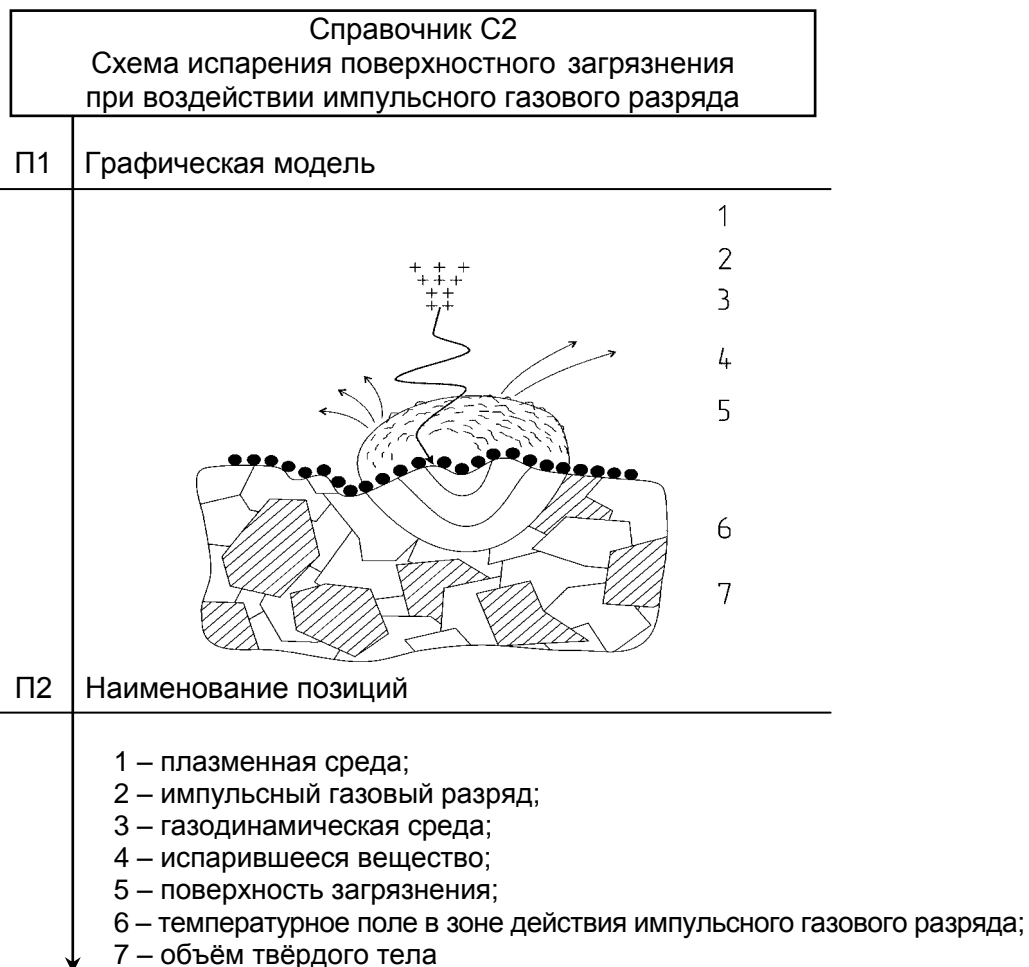 Справочник С2
Схема испарения поверхностного загрязнения
при воздействии импульсного газового разряда
П1 Графическая модель
1
2
3
4
5
6
7
П2 Наименование позиций
1 – плазменная среда;
2 – импульсный газовый разряд;
3 – газодинамическая среда;
4 – испарившееся вещество;
5 – поверхность загрязнения;
6 – температурное поле в зоне действия импульсного газового разряда;
7 – объём твёрдого тела